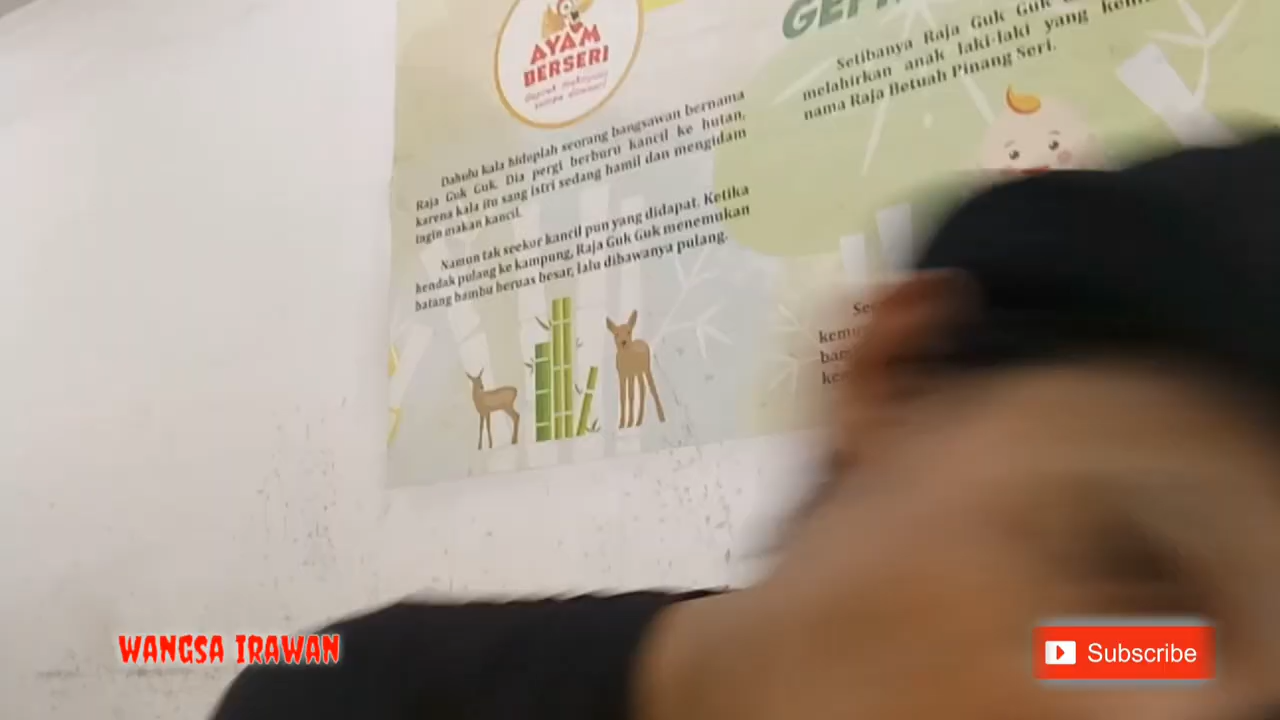 AYAM
BERSERI
Dahulu kala hiduplah seorang bangsawan bernama
Raja Guk Guk. Dia pergi berburu kancil ke hutan,
karena kala itu sang istri sedang hamil dan mengidam
ingin makan kancil.
Namun tak seekor kancil pun yang didapat. Ketika
hendak pulang ke kampung, Raja Guk Guk menemukan
batang bambu beruas besar, lalu dibawanya pulang.
Setibanya Raja Guk Guk
melahirkan anak laki-laki yang
nama Raja Betuah Pinang Seri.
WANGSA IRAWAN
Subscribe